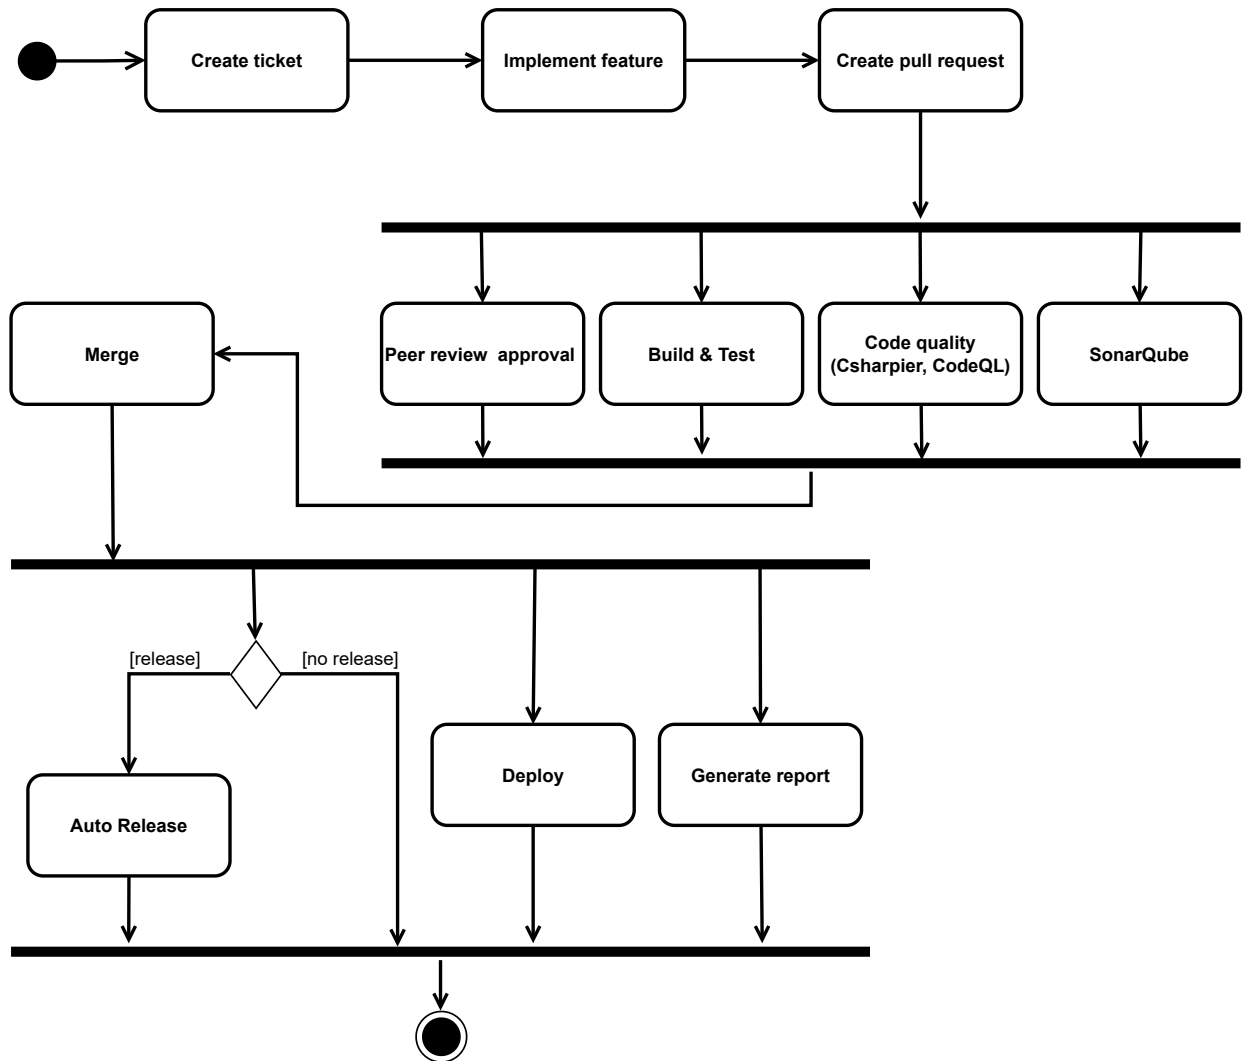 Create ticket
Implement feature
Create pull request
Merge
Peer review  approval
Build & Test
Code quality
(Csharpier, CodeQL)
SonarQube
[release]
[no release]
Deploy
Generate report
Auto Release